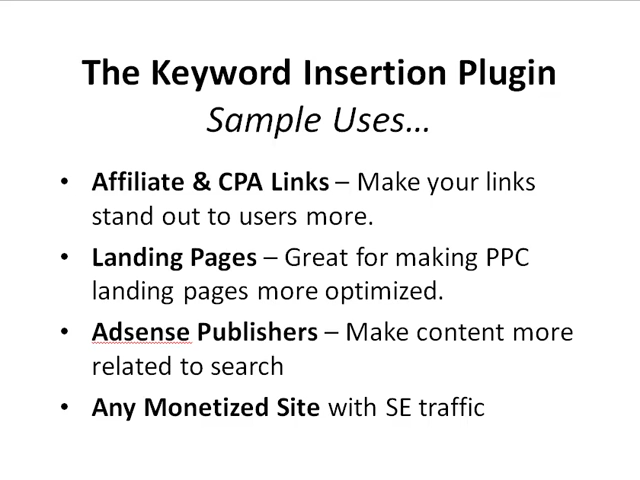 The Keyword Insertion Plugin
Sample Uses…
• Affiliate & CPA Links – Make your links
stand out to users more.
• Landing Pages – Great for making PPC
landing pages more optimized.
• Adsense Publishers – Make content more
related to search
• Any Monetized Site with SE traffic